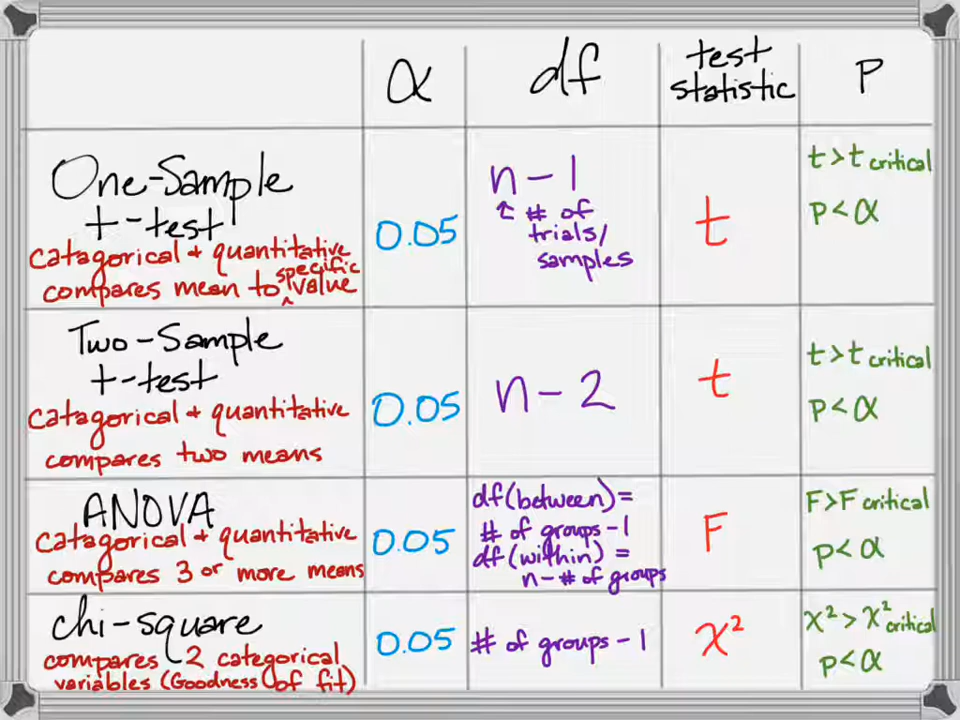 α df test statistic P
One-Sample
t-test
catagorical + quantitative
compares mean to specific value
0.05
n - 1
↑ # of
trials/
samples
t
t > t critical
p < α
Two-Sample
t-test
catagorical + quantitative
compares two means
0.05
n - 2
t
t > t critical
p < α
ANOVA
catagorical + quantitative
compares 3 or more means
0.05
df (between) =
# of groups - 1
df (within) =
n - # of groups
F
F > F critical
p < α
chi-square
compares 2 categorical
variables (Goodness of fit)
0.05
# of groups - 1
χ²
χ² > χ² critical
p < α